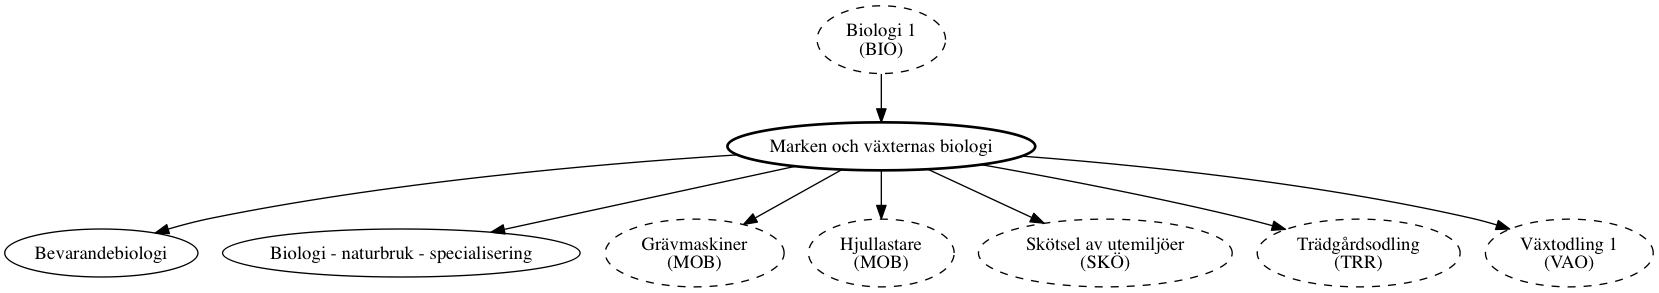 Biologi 1
(BIO)
Marken och växternas biologi
Bevarandebiologi
Biologi - naturbruk - specialisering
Grävmaskiner
(MOB)
Hjullastare
(MOB)
Skötsel av utemiljöer
(SKÖ)
Trädgårdsodling
(TRR)
Växtodling 1
(VAO)